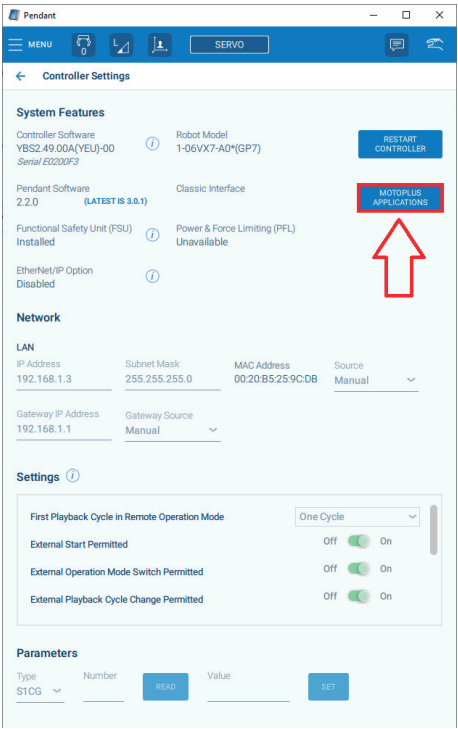 Pendant
MENU
0
L
SERVO
Controller Settings
System Features
Controller Software
YBS2.49.00A(YEU)-00
Serial E0200F3
Robot Model
1-06VX7-A0*(GP7)
RESTART
CONTROLLER
Pendant Software
2.2.0 (LATEST IS 3.0.1)
Classic Interface
MOTOPLUS
APPLICATIONS
Functional Safety Unit (FSU)
Installed
Power & Force Limiting (PFL)
Unavailable
EtherNet/IP Option
Disabled
Network
LAN
IP Address
192.168.1.3
Subnet Mask
255.255.255.0
MAC Address
00:20:B5:25:9C:DB
Source
Manual
Gateway IP Address
192.168.1.1
Gateway Source
Manual
Settings
First Playback Cycle in Remote Operation Mode One Cycle
External Start Permitted Off On
External Operation Mode Switch Permitted Off On
External Playback Cycle Change Permitted Off On
Parameters
Type
S1CG
Number
READ
Value
SET